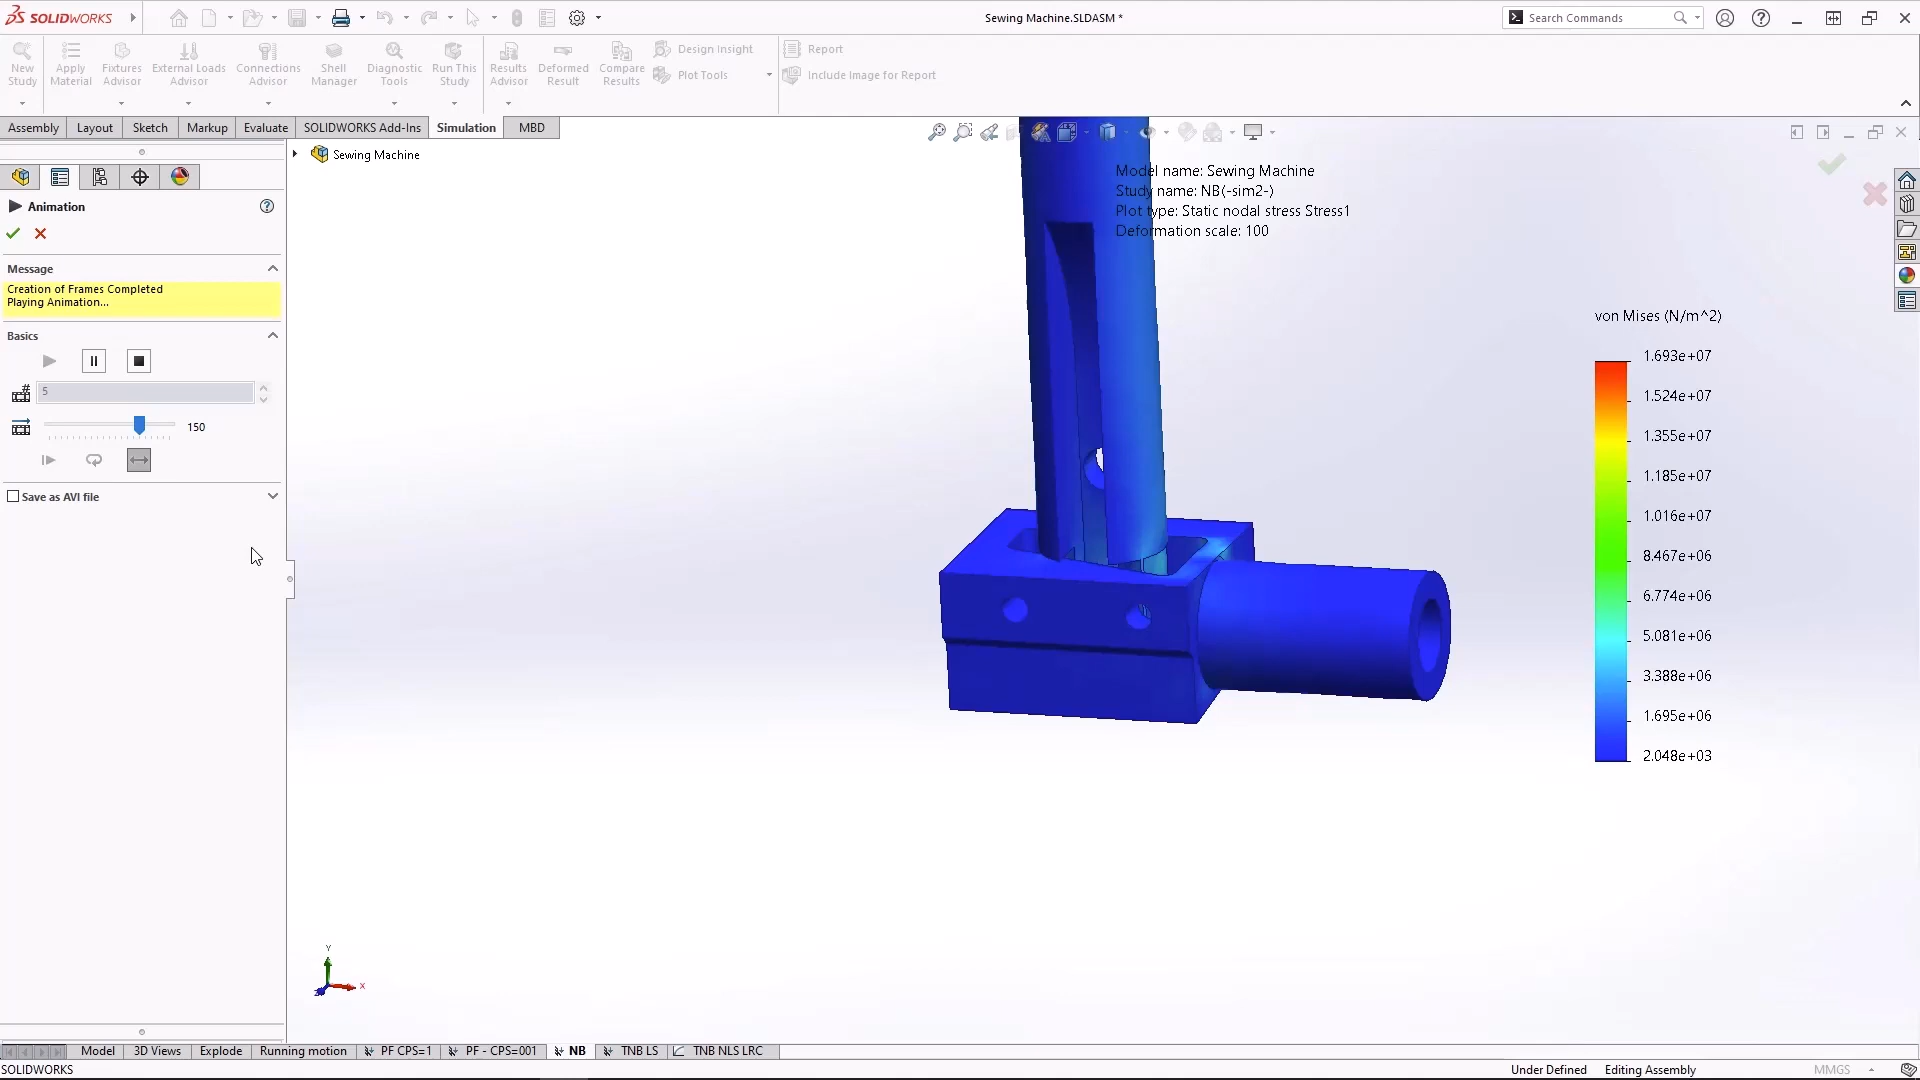 SOLIDWORKS
Sewing Machine.SLDASM *
Search Commands
New Study
Apply Material
Fixtures Advisor
External Loads Advisor
Connections Advisor
Shell Manager
Diagnostic Tools
Run This Study
Results Advisor
Deformed Result
Compare Results
Design Insight
Plot Tools
Report
Include Image for Report
Assembly
Layout
Sketch
Markup
Evaluate
SOLIDWORKS Add-Ins
Simulation
MBD
Sewing Machine
Animation
Message
Creation of Frames Completed
Playing Animation...
Basics
5
150
Save as AVI file
Model name: Sewing Machine
Study name: NB(-sim2-)
Plot type: Static nodal stress Stress1
Deformation scale: 100
von Mises (N/m^2)
1.693e+07
1.524e+07
1.355e+07
1.185e+07
1.016e+07
8.467e+06
6.774e+06
5.081e+06
3.388e+06
1.695e+06
2.048e+03
Y
X
Z
Model
3D Views
Explode
Running motion
PF CPS=1
PF - CPS=001
NB
TNB LS
TNB NLS LRC
SOLIDWORKS
Under Defined
Editing Assembly
MMGS